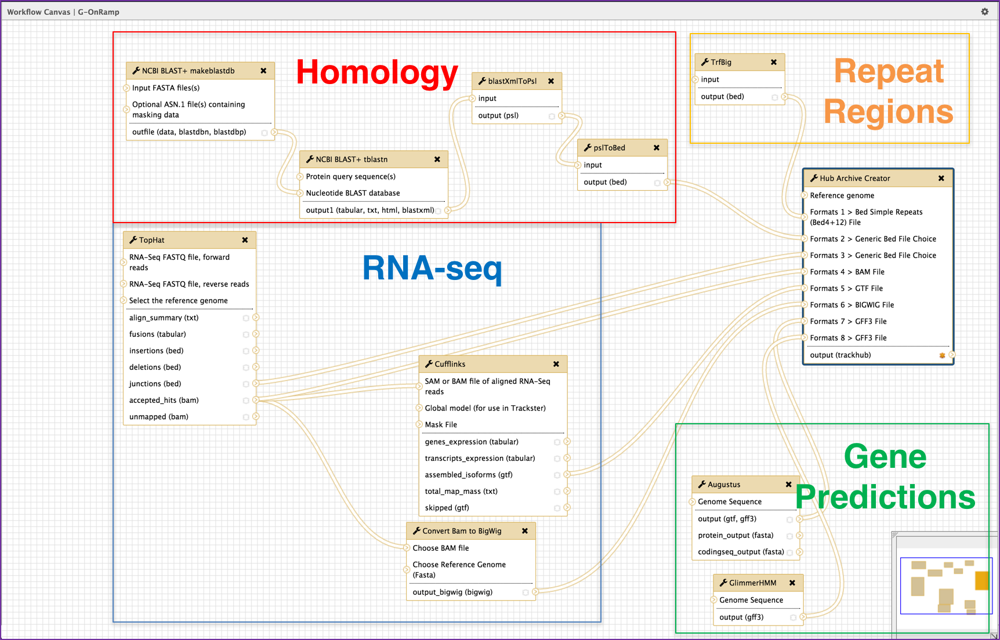 Workflow Canvas | G-OnRamp
Homology
NCBI BLAST+ makeblastdb
Input FASTA files(s)
Optional ASN.1 file(s) containing
masking data
outfile (data, blastdbn, blastdbp)
NCBI BLAST+ tblastn
Protein query sequence(s)
Nucleotide BLAST database
output1 (tabular, txt, html, blastxml)
blastXmlToPsl
input
output (psl)
pslToBed
input
output (bed)
Repeat
Regions
TrfBig
input
output (bed)
Hub Archive Creator
Reference genome
Formats 1 > Bed Simple Repeats
(Bed4+12) File
Formats 2 > Generic Bed File Choice
Formats 3 > Generic Bed File Choice
Formats 4 > BAM File
Formats 5 > GTF File
Formats 6 > BIGWIG File
Formats 7 > GFF3 File
Formats 8 > GFF3 File
output (trackhub)
RNA-seq
TopHat
RNA-Seq FASTQ file, forward
reads
RNA-Seq FASTQ file, reverse reads
Select the reference genome
align_summary (txt)
fusions (tabular)
insertions (bed)
deletions (bed)
junctions (bed)
accepted_hits (bam)
unmapped (bam)
Cufflinks
SAM or BAM file of aligned RNA-Seq
reads
Global model (for use in Trackster)
Mask File
genes_expression (tabular)
transcripts_expression (tabular)
assembled_isoforms (gtf)
total_map_mass (txt)
skipped (gtf)
Convert Bam to BigWig
Choose BAM file
Choose Reference Genome
(Fasta)
output_bigwig (bigwig)
Gene
Predictions
Augustus
Genome Sequence
output (gtf, gff3)
protein_output (fasta)
codingseq_output (fasta)
GlimmerHMM
Genome Sequence
output (gff3)